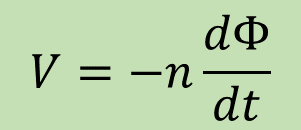 V = −n dΦ/dt